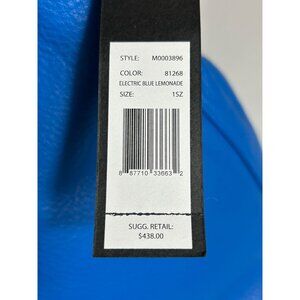 STYLE: M0003896
COLOR: 81268
ELECTRIC BLUE LEMONADE
SIZE: 1SZ
8 87710 33663 2
SUGG. RETAIL:
$438.00